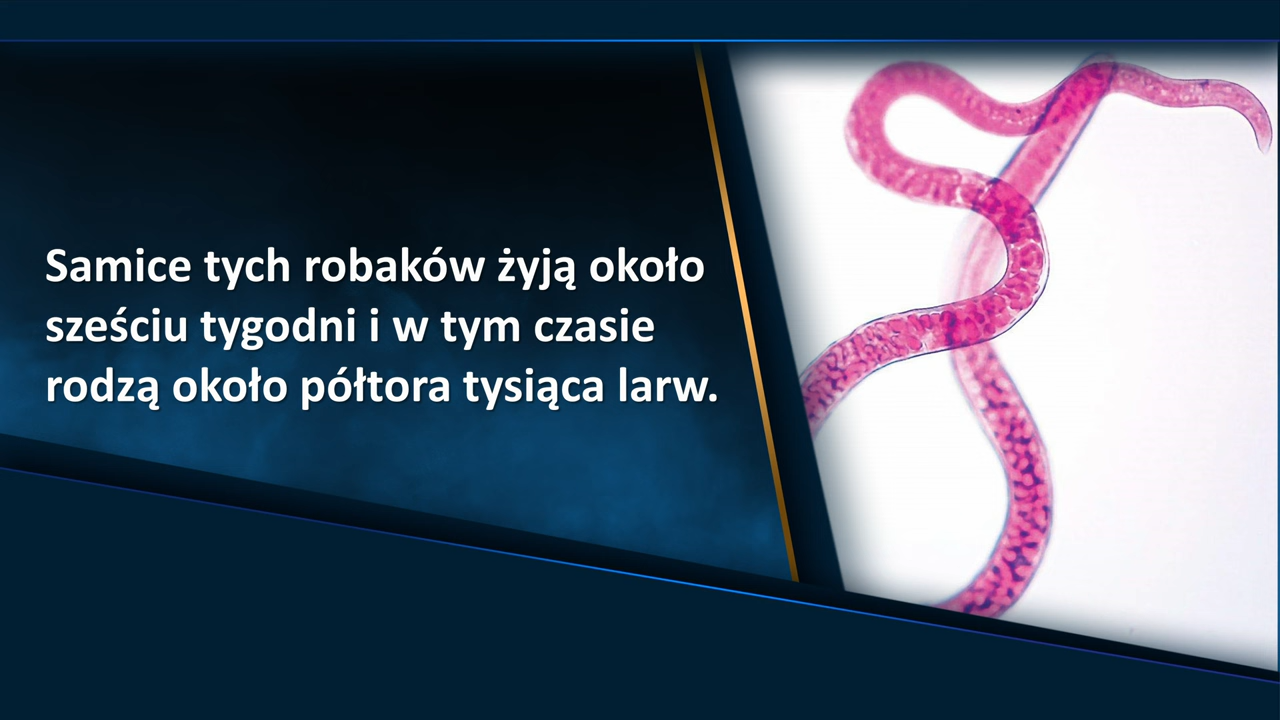 Samice tych robaków żyją około
sześciu tygodni i w tym czasie
rodzą około półtora tysiąca larw.